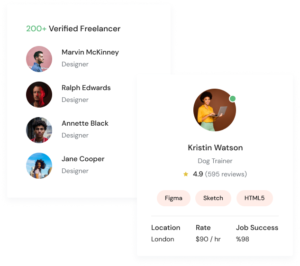 200+ Verified Freelancer
Marvin McKinney
Designer
Ralph Edwards
Designer
Annette Black
Designer
Jane Cooper
Designer
Kristin Watson
Dog Trainer
4.9 (595 reviews)
Figma
Sketch
HTML5
Location Rate Job Success
London $90 / hr %98